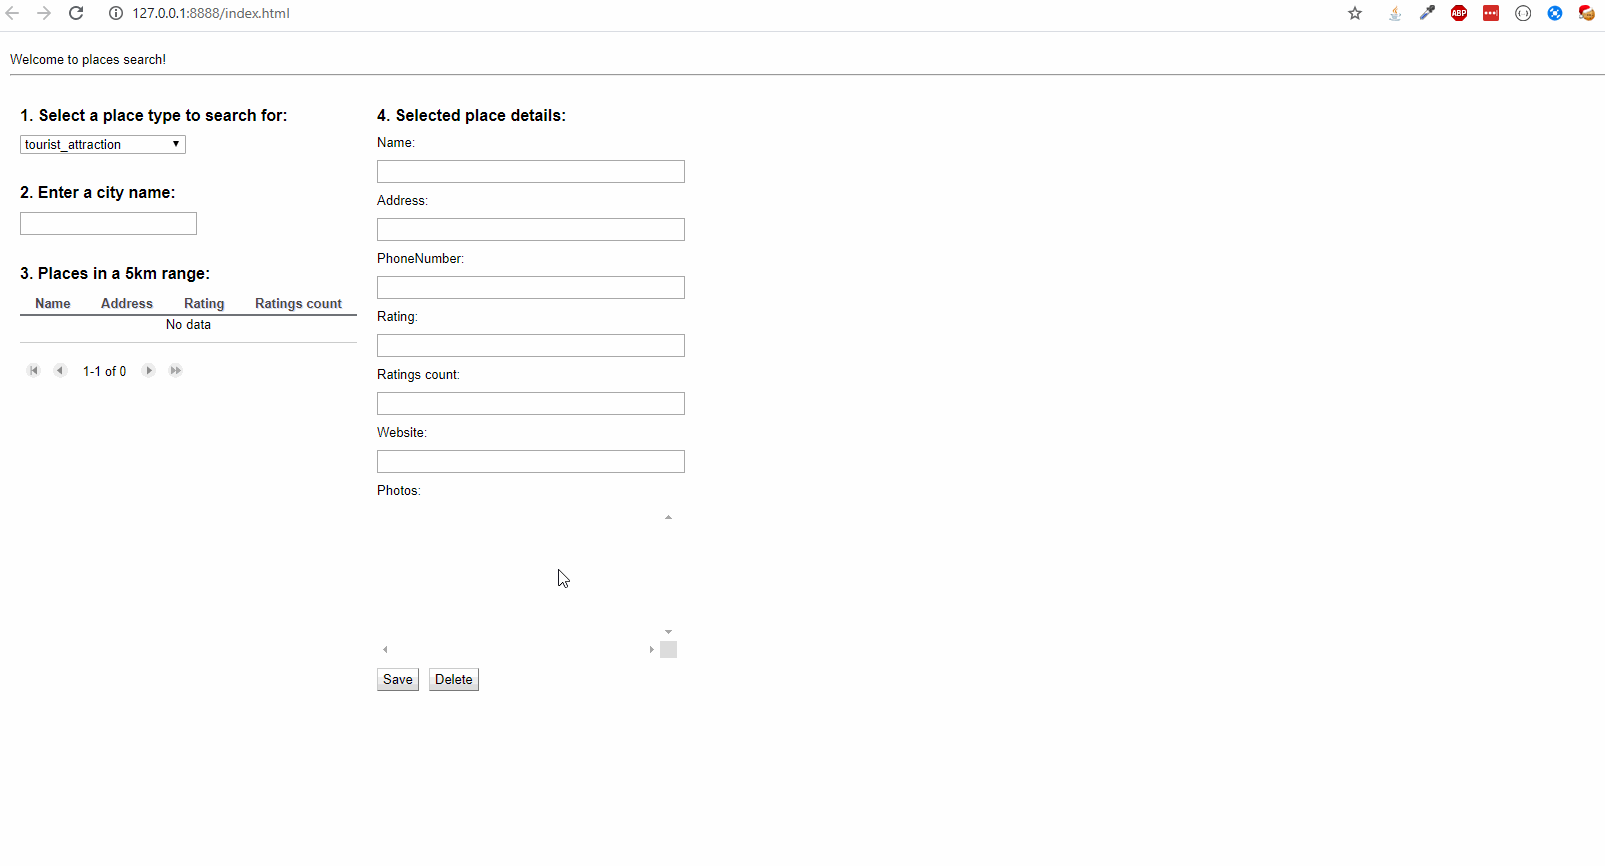 127.0.0.1:8888/index.html
ABP
Welcome to places search!
1. Select a place type to search for:
tourist_attraction
2. Enter a city name:
3. Places in a 5km range:
Name Address Rating Ratings count
No data
1-1 of 0
4. Selected place details:
Name:
Address:
PhoneNumber:
Rating:
Ratings count:
Website:
Photos:
Save Delete